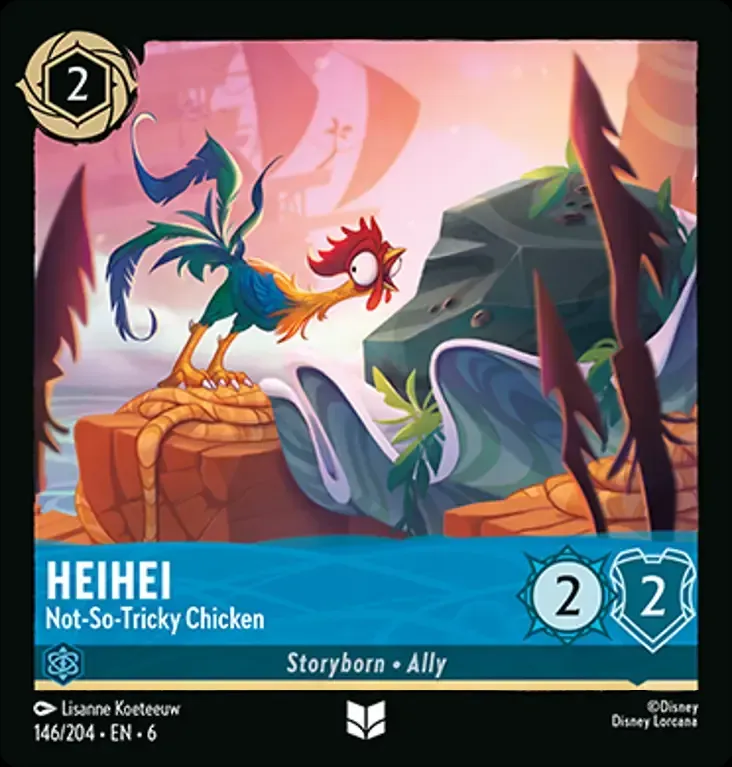 2
HEIHEI
Not-So-Tricky Chicken
2 2
Storyborn • Ally
Lisanne Koeteeuw
©Disney
146/204 • EN • 6
Disney Lorcana